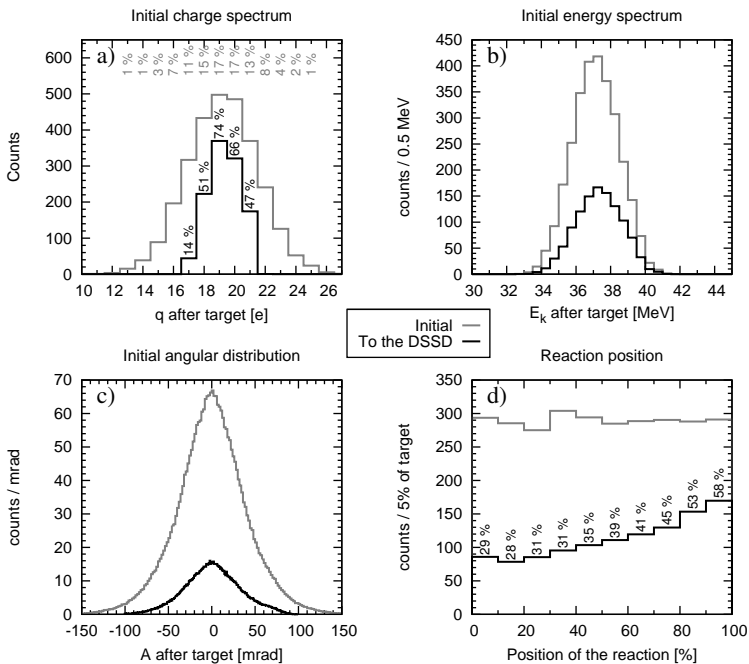 Initial charge spectrum
a)
1 %
1 %
3 %
7 %
11 %
15 %
17 %
17 %
13 %
8 %
4 %
2 %
1 %
14 %
51 %
74 %
66 %
47 %
Counts
600
500
400
300
200
100
0
10 12 14 16 18 20 22 24 26
q after target [e]
Initial energy spectrum
b)
counts / 0.5 MeV
450
400
350
300
250
200
150
100
50
0
30 32 34 36 38 40 42 44
E_k after target [MeV]
Initial
To the DSSD
Initial angular distribution
c)
counts / mrad
70
60
50
40
30
20
10
0
-150 -100 -50 0 50 100 150
A after target [mrad]
Reaction position
d)
counts / 5% of target
350
300
250
200
150
100
50
0
29 %
28 %
31 %
31 %
35 %
39 %
41 %
45 %
53 %
58 %
0 20 40 60 80 100
Position of the reaction [%]